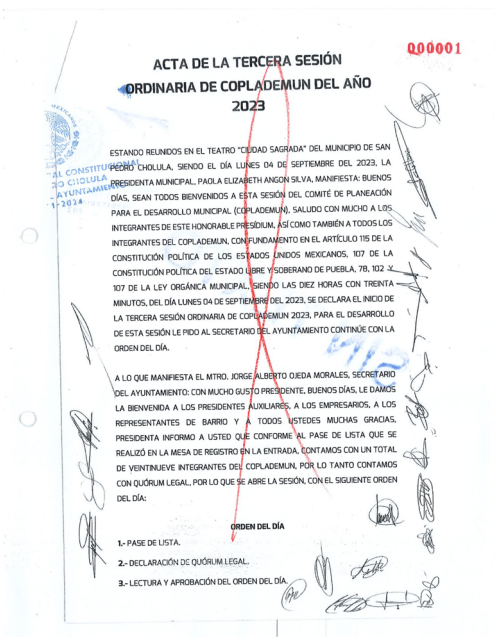 000001
ACTA DE LA TERCERA SESIÓN
ORDINARIA DE COPLADEMUN DEL AÑO
2023
ESTANDO REUNIDOS EN EL TEATRO "CIUDAD SAGRADA" DEL MUNICIPIO DE SAN
PEDRO CHOLULA, SIENDO EL DÍA LUNES 04 DE SEPTIEMBRE DEL 2023, LA
PRESIDENTA MUNICIPAL, PAOLA ELIZABETH ANGON SILVA, MANIFIESTA: BUENOS
DÍAS, SEAN TODOS BIENVENIDOS A ESTA SESIÓN DEL COMITÉ DE PLANEACIÓN
PARA EL DESARROLLO MUNICIPAL (COPLADEMUN), SALUDO CON MUCHO A LOS
INTEGRANTES DE ESTE HONORABLE PRESÍDIUM, ASÍ COMO TAMBIÉN A TODOS LOS
INTEGRANTES DEL COPLADEMUN, CON FUNDAMENTO EN EL ARTÍCULO 115 DE LA
CONSTITUCIÓN POLÍTICA DE LOS ESTADOS UNIDOS MEXICANOS, 107 DE LA
CONSTITUCIÓN POLÍTICA DEL ESTADO LIBRE Y SOBERANO DE PUEBLA, 78, 102 Y
107 DE LA LEY ORGÁNICA MUNICIPAL, SIENDO LAS DIEZ HORAS CON TREINTA
MINUTOS, DEL DÍA LUNES 04 DE SEPTIEMBRE DEL 2023, SE DECLARA EL INICIO DE
LA TERCERA SESIÓN ORDINARIA DE COPLADEMUN 2023, PARA EL DESARROLLO
DE ESTA SESIÓN LE PIDO AL SECRETARIO DEL AYUNTAMIENTO CONTINÚE CON LA
ORDEN DEL DÍA.
AL CONSTITUCIONAL
CHOLULA
AYUNTAMIENTO
-2024
A LO QUE MANIFIESTA EL MTRO. JORGE ALBERTO OJEDA MORALES, SECRETARIO
DEL AYUNTAMIENTO: CON MUCHO GUSTO PRESIDENTE, BUENOS DÍAS, LE DAMOS
LA BIENVENIDA A LOS PRESIDENTES AUXILIARES, A LOS EMPRESARIOS, A LOS
REPRESENTANTES DE BARRIO Y A TODOS USTEDES MUCHAS GRACIAS,
PRESIDENTA INFORMO A USTED QUE CONFORME AL PASE DE LISTA QUE SE
REALIZÓ EN LA MESA DE REGISTRO EN LA ENTRADA, CONTAMOS CON UN TOTAL
DE VEINTINUEVE INTEGRANTES DEL COPLADEMUN, POR LO TANTO CONTAMOS
CON QUÓRUM LEGAL, POR LO QUE SE ABRE LA SESIÓN, CON EL SIGUIENTE ORDEN
DEL DÍA:
ORDEN DEL DÍA
1.- PASE DE LISTA.
2.- DECLARACIÓN DE QUÓRUM LEGAL.
3.- LECTURA Y APROBACIÓN DEL ORDEN DEL DÍA.